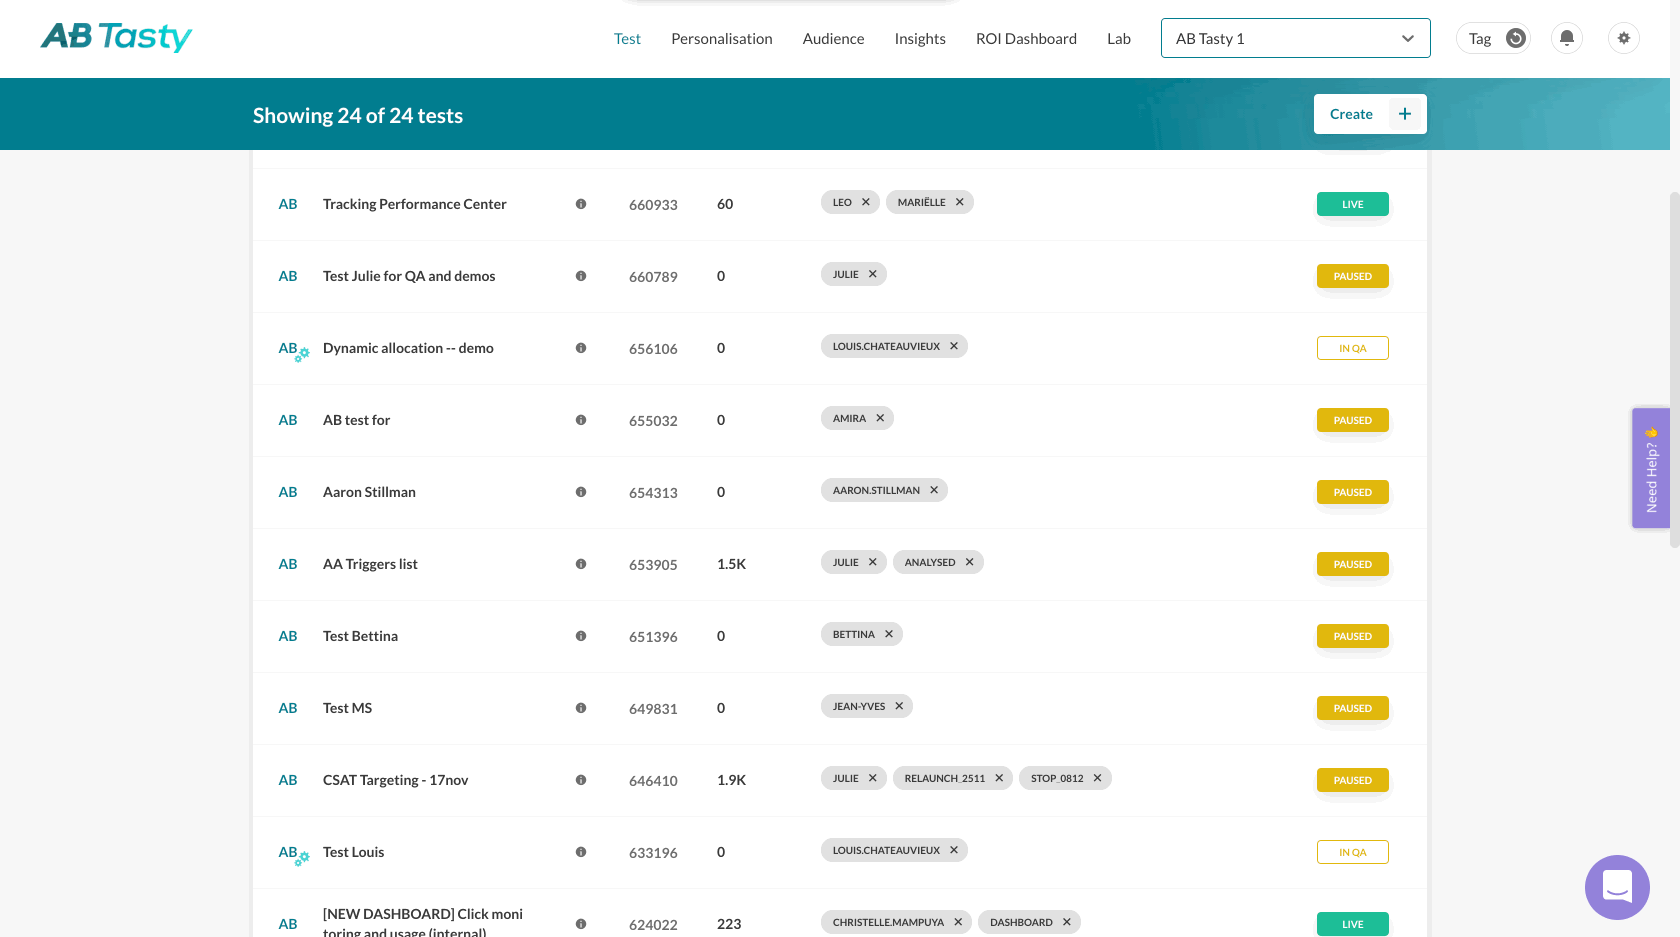 AB Tasty
Test Personalisation Audience Insights ROI Dashboard Lab AB Tasty 1 Tag
Showing 24 of 24 tests Create +
AB Tracking Performance Center 660933 60 LEO MARIËLLE LIVE
AB Test Julie for QA and demos 660789 0 JULIE PAUSED
AB Dynamic allocation -- demo 656106 0 LOUIS.CHATEAUVIEUX IN QA
AB AB test for 655032 0 AMIRA PAUSED
AB Aaron Stillman 654313 0 AARON.STILLMAN PAUSED
AB AA Triggers list 653905 1.5K JULIE ANALYSED PAUSED
AB Test Bettina 651396 0 BETTINA PAUSED
AB Test MS 649831 0 JEAN-YVES PAUSED
AB CSAT Targeting - 17nov 646410 1.9K JULIE RELAUNCH_2511 STOP_0812 PAUSED
AB Test Louis 633196 0 LOUIS.CHATEAUVIEUX IN QA
AB [NEW DASHBOARD] Click moni 624022 223 CHRISTELLE.MAMPUYA DASHBOARD LIVE
toring and usage (internal)
Need Help? 👋